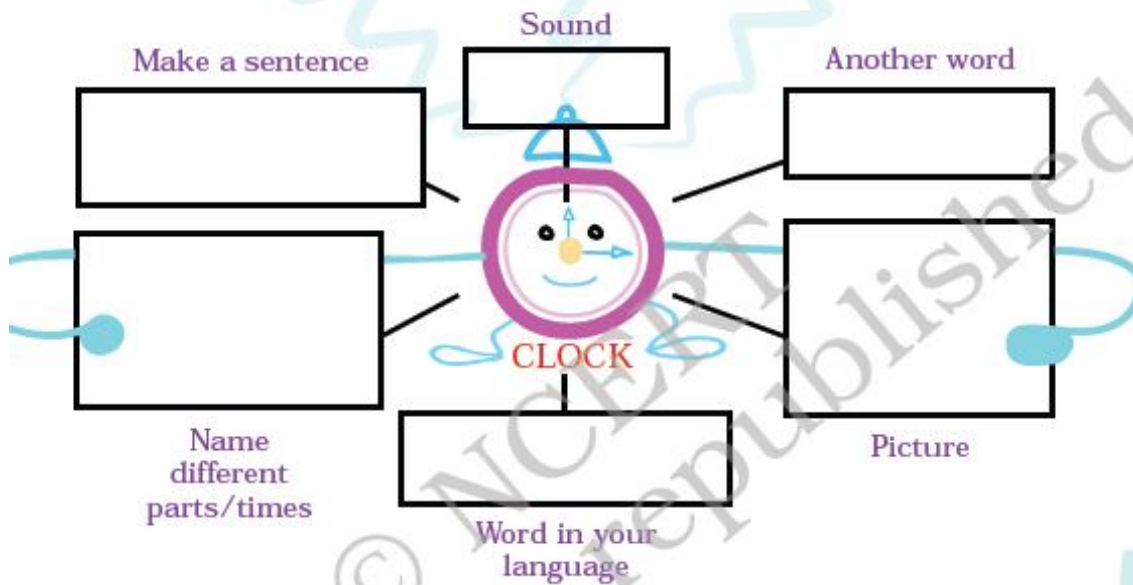 Sound
Make a sentence
Another word
CLOCK
Name
different
parts/times
Picture
Word in your
language
© NCERT
republished